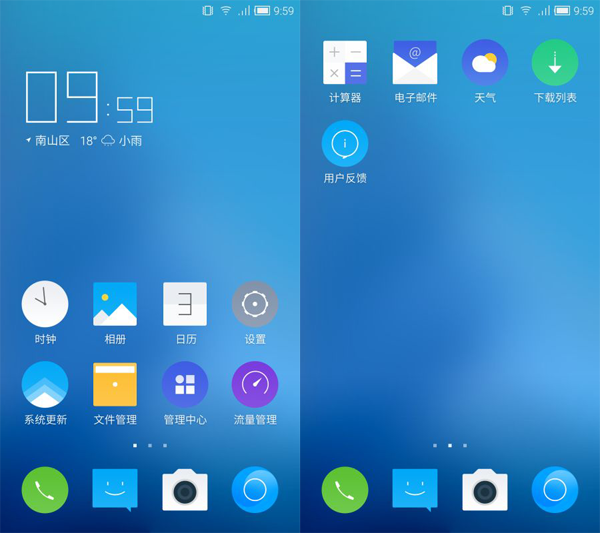 9:59
09:59
南山区 18° 小雨
时钟 相册 3 日历 设置
系统更新 文件管理 管理中心 流量管理
9:59
@
计算器 电子邮件 天气 下载列表
i
用户反馈